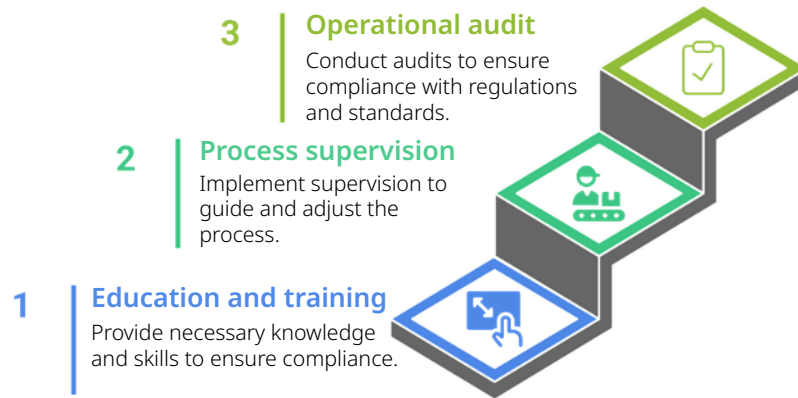 3
Operational audit
Conduct audits to ensure
compliance with regulations
and standards.
2
Process supervision
Implement supervision to
guide and adjust the
process.
1
Education and training
Provide necessary knowledge
and skills to ensure compliance.